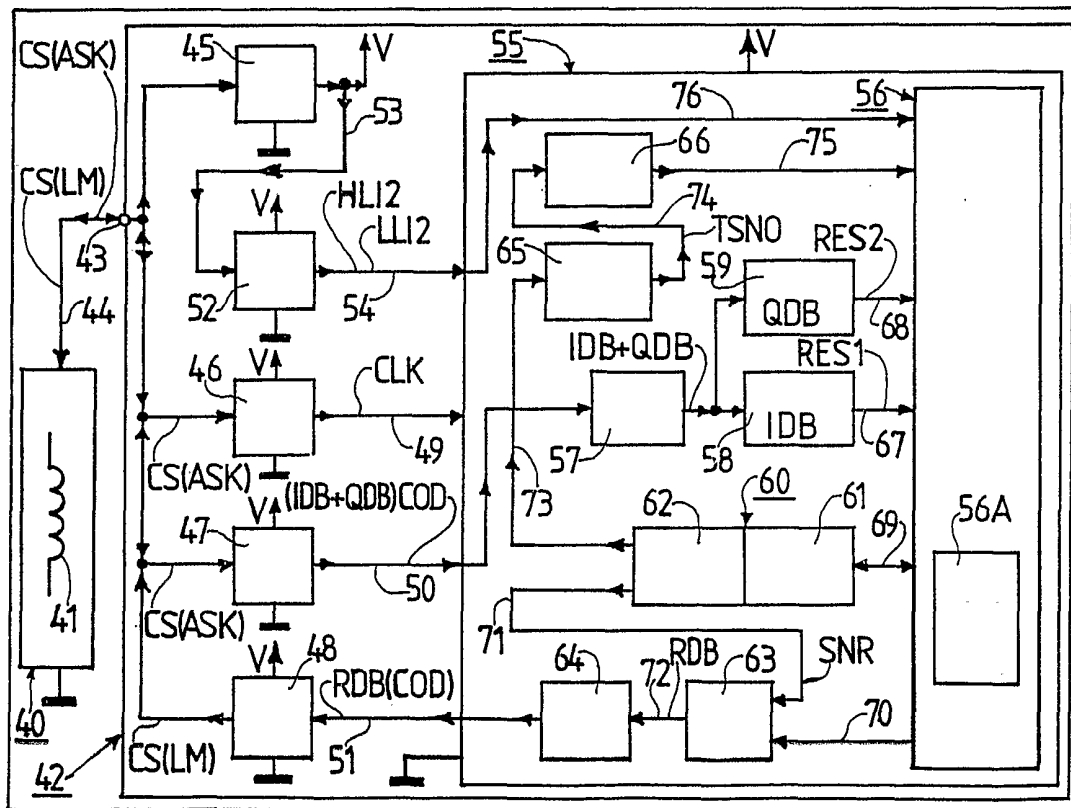 CS(ASK)
45
V
55
V
53
76
56
66
75
CS(LM)
HLI2
LLI2
74
TSNO
V
43
65
59
RES2
52
54
QDB
68
44
IDB+QDB
RES1
V
46
CLK
57
58
IDB
67
CS(ASK)
49
73
(IDB+QDB)COD
V
62
60
61
56A
47
69
41
50
CS(ASK)
71
V
48
64
RDB
63
SNR
RDB(COD)
72
40
70
CS(LM)
51
42